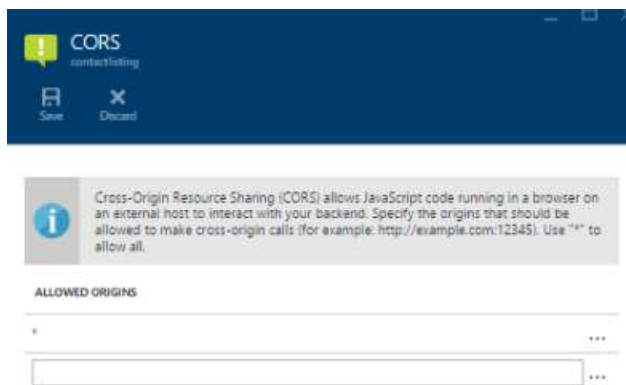 CORS
contactlisting
Save Discard
Cross-Origin Resource Sharing (CORS) allows JavaScript code running in a browser on
an external host to interact with your backend. Specify the origins that should be
allowed to make cross-origin calls (for example: http://example.com:12345). Use "*" to
allow all.
ALLOWED ORIGINS
*